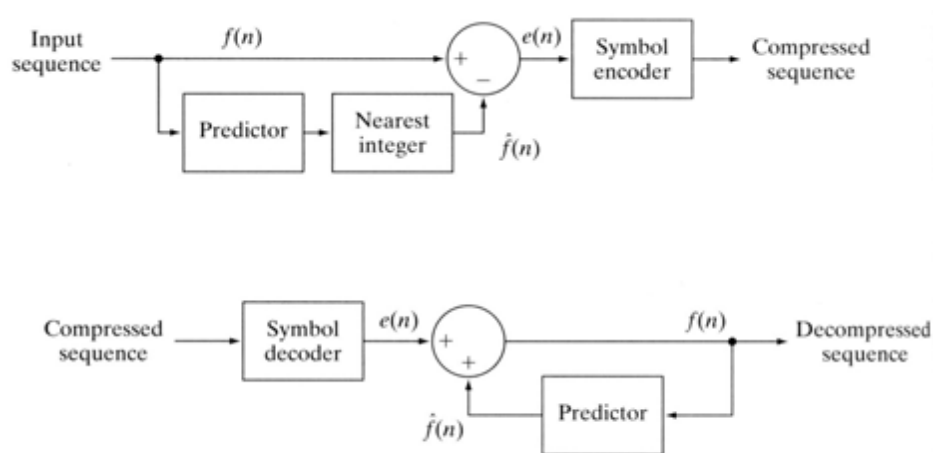 Input
sequence
f(n)
+
−
e(n)
Symbol
encoder
Compressed
sequence
Predictor
Nearest
integer
f̂(n)
Compressed
sequence
Symbol
decoder
e(n)
+
+
f(n)
Decompressed
sequence
f̂(n)
Predictor